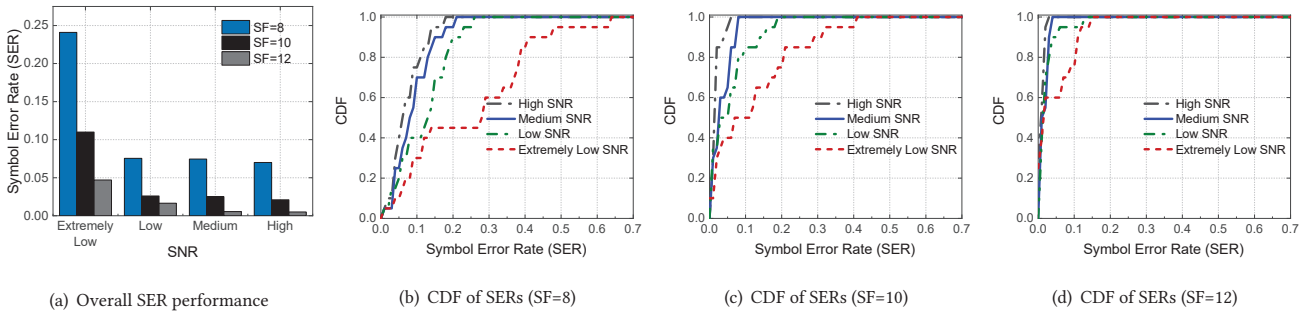 Symbol Error Rate (SER)
0.25
0.20
0.15
0.10
0.05
0.00
SF=8
SF=10
SF=12
Extremely Low
Low
Medium
High
SNR
(a) Overall SER performance
CDF
1.0
0.8
0.6
0.4
0.2
0.0
High SNR
Medium SNR
Low SNR
Extremely Low SNR
0.0 0.1 0.2 0.3 0.4 0.5 0.6 0.7
Symbol Error Rate (SER)
(b) CDF of SERs (SF=8)
CDF
1.0
0.8
0.6
0.4
0.2
0.0
High SNR
Medium SNR
Low SNR
Extremely Low SNR
0.0 0.1 0.2 0.3 0.4 0.5 0.6 0.7
Symbol Error Rate (SER)
(c) CDF of SERs (SF=10)
CDF
1.0
0.8
0.6
0.4
0.2
0.0
High SNR
Medium SNR
Low SNR
Extremely Low SNR
0.0 0.1 0.2 0.3 0.4 0.5 0.6 0.7
Symbol Error Rate (SER)
(d) CDF of SERs (SF=12)